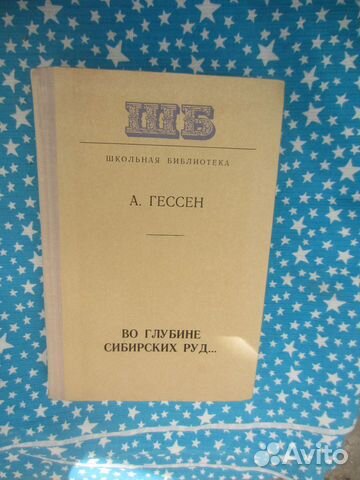 ШБ
ШКОЛЬНАЯ БИБЛИОТЕКА
А. ГЕССЕН
ВО ГЛУБИНЕ
СИБИРСКИХ РУД...
Avito